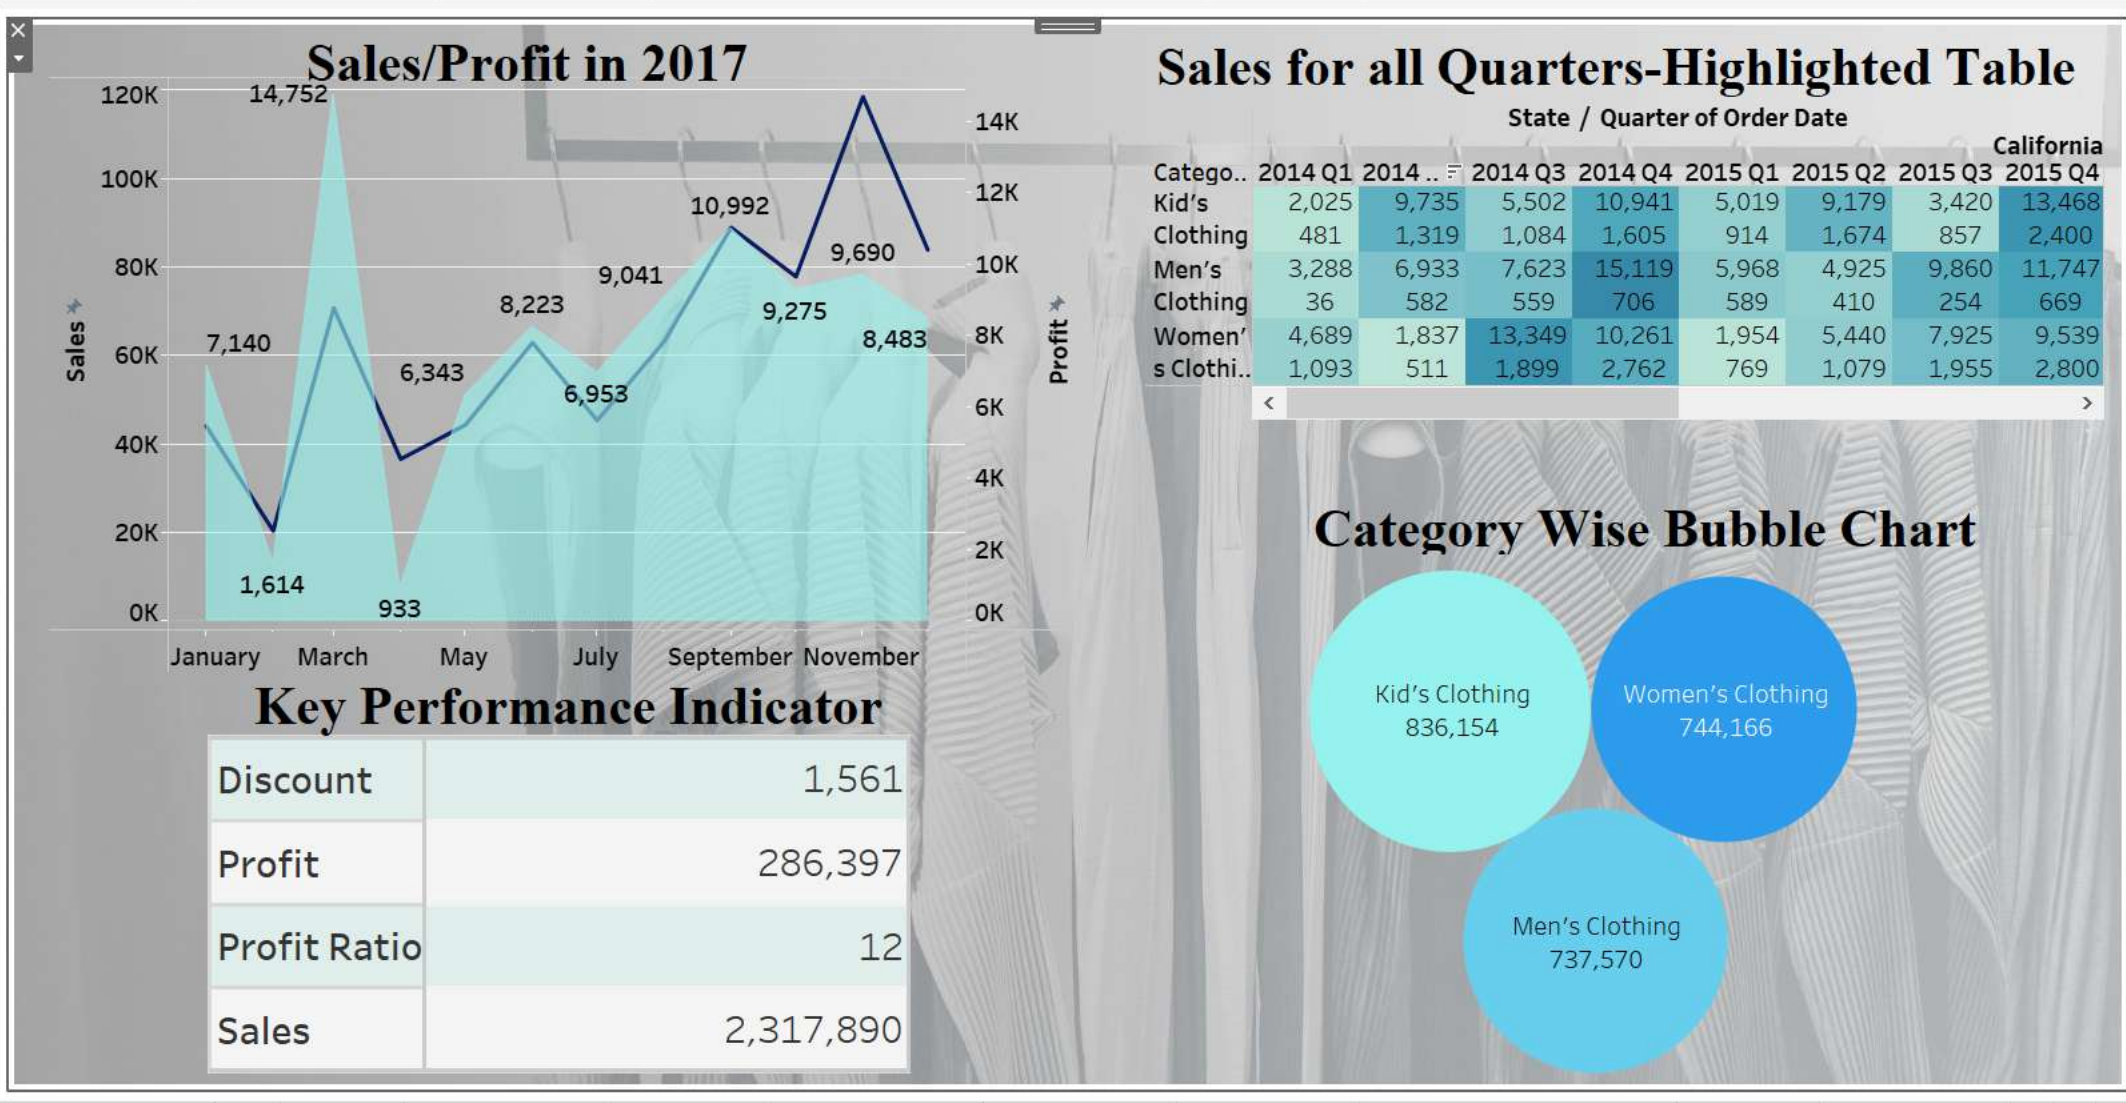 Sales/Profit in 2017
120K
100K
80K
60K
40K
20K
0K
Sales
14,752
7,140
1,614
933
6,343
8,223
6,953
9,041
10,992
9,275
9,690
8,483
14K
12K
10K
8K
6K
4K
2K
0K
Profit
January March May July September November
Key Performance Indicator
Discount 1,561
Profit 286,397
Profit Ratio 12
Sales 2,317,890
Sales for all Quarters-Highlighted Table
State / Quarter of Order Date
California
Catego.. 2014 Q1 2014 .. 2014 Q3 2014 Q4 2015 Q1 2015 Q2 2015 Q3 2015 Q4
Kid's 2,025 9,735 5,502 10,941 5,019 9,179 3,420 13,468
Clothing 481 1,319 1,084 1,605 914 1,674 857 2,400
Men's 3,288 6,933 7,623 15,119 5,968 4,925 9,860 11,747
Clothing 36 582 559 706 589 410 254 669
Women' 4,689 1,837 13,349 10,261 1,954 5,440 7,925 9,539
s Clothi.. 1,093 511 1,899 2,762 769 1,079 1,955 2,800
Category Wise Bubble Chart
Kid's Clothing
836,154
Women's Clothing
744,166
Men's Clothing
737,570